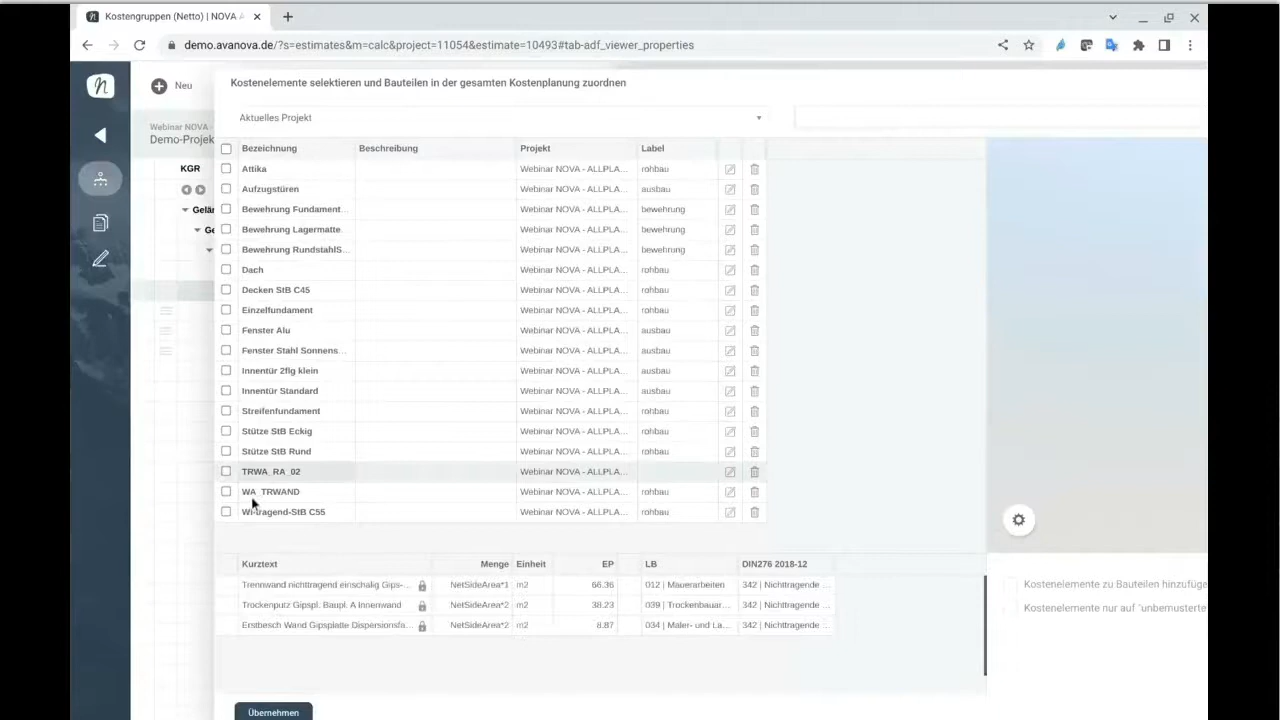 Kostengruppen (Netto) | NOVA A
demo.avanova.de/?s=estimates&m=calc&project=11054&estimate=10493#tab-adf_viewer_properties
n
Neu
Kostenelemente selektieren und Bauteilen in der gesamten Kostenplanung zuordnen
Aktuelles Projekt
Webinar NOVA -
Demo-Projek
KGR
Gelän
Ge
Bezeichnung Beschreibung Projekt Label
Attika Webinar NOVA - ALLPLA... rohbau
Aufzugstüren Webinar NOVA - ALLPLA... ausbau
Bewehrung Fundament... Webinar NOVA - ALLPLA... bewehrung
Bewehrung Lagermatte Webinar NOVA - ALLPLA... bewehrung
Bewehrung RundstahlS... Webinar NOVA - ALLPLA... bewehrung
Dach Webinar NOVA - ALLPLA... rohbau
Decken StB C45 Webinar NOVA - ALLPLA... rohbau
Einzelfundament Webinar NOVA - ALLPLA... rohbau
Fenster Alu Webinar NOVA - ALLPLA... ausbau
Fenster Stahl Sonnens... Webinar NOVA - ALLPLA... ausbau
Innentür 2flg klein Webinar NOVA - ALLPLA... ausbau
Innentür Standard Webinar NOVA - ALLPLA... ausbau
Streifenfundament Webinar NOVA - ALLPLA... rohbau
Stütze StB Eckig Webinar NOVA - ALLPLA... rohbau
Stütze StB Rund Webinar NOVA - ALLPLA... rohbau
TRWA_RA_02 Webinar NOVA - ALLPLA...
WA_TRWAND Webinar NOVA - ALLPLA... rohbau
Wi-tragend-StB C55 Webinar NOVA - ALLPLA... rohbau
Kurztext Menge Einheit EP LB DIN276 2018-12
Trennwand nichttragend einschalig Gips-... NetSideArea*1 m2 66.36 012 | Mauerarbeiten 342 | Nichttragende ...
Trockenputz Gipspl. Baupl. A Innenwand NetSideArea*2 m2 38.23 039 | Trockenbauar... 342 | Nichttragende ...
Erstbesch Wand Gipsplatte Dispersionsfa... NetSideArea*2 m2 8.87 034 | Maler- und La... 342 | Nichttragende ...
Kostenelemente zu Bauteilen hinzufüge
Kostenelemente nur auf 'unbemusterte
Übernehmen